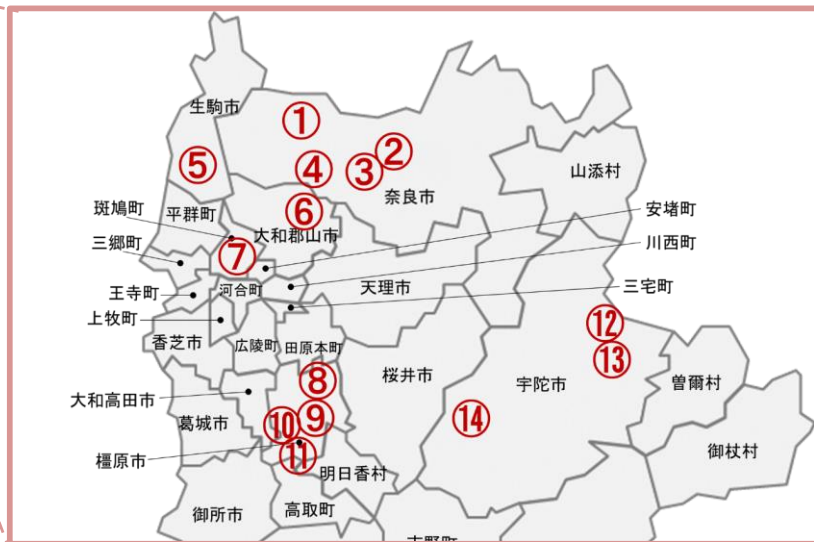 生駒市
①
②
⑤
④
③
山添村
奈良市
斑鳩町
平群町
⑥
安堵町
三郷町
大和郡山市
川西町
⑦
天理市
三宅町
王寺町
河合町
上牧町
⑫
香芝市
広陵町
田原本町
⑬
桜井市
宇陀市
曽爾村
⑧
大和高田市
葛城市
⑩
⑨
⑭
橿原市
⑪
明日香村
御杖村
御所市
高取町
吉野町